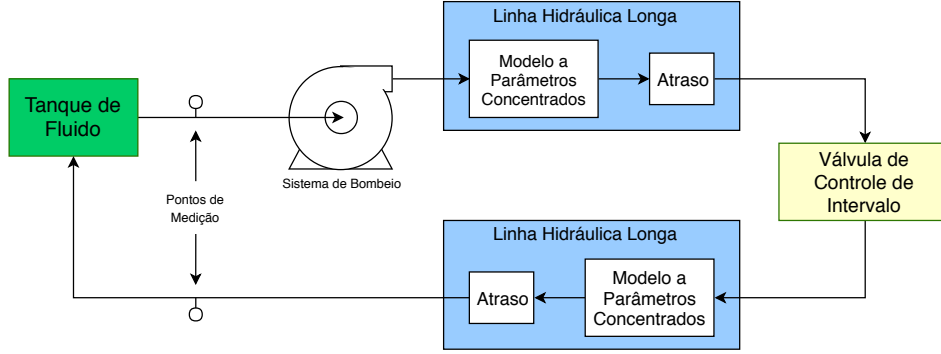 Linha Hidráulica Longa
Modelo a
Parâmetros
Concentrados
Atraso
Tanque de
Fluido
Sistema de Bombeio
Válvula de
Controle de
Intervalo
Pontos de
Medição
Linha Hidráulica Longa
Atraso
Modelo a
Parâmetros
Concentrados